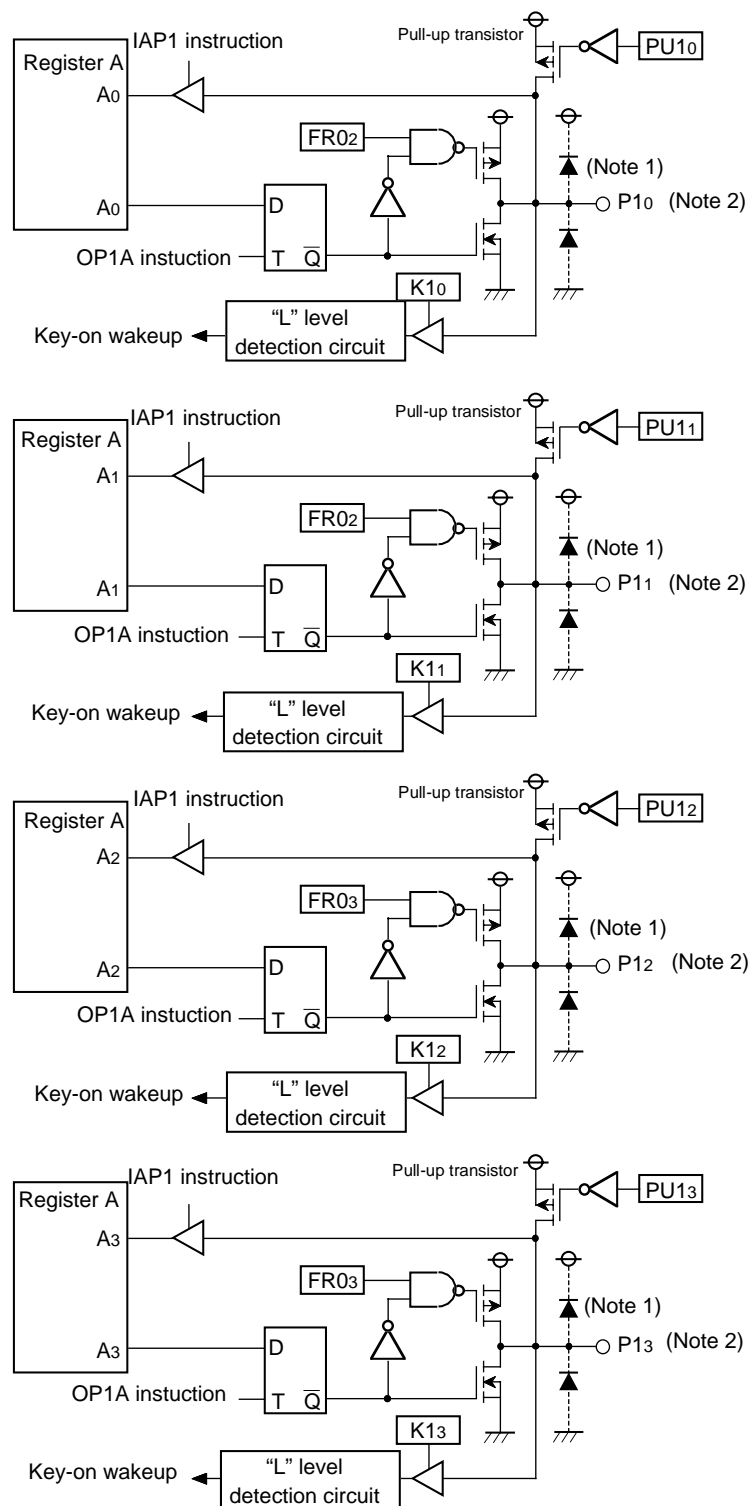 IAP1 instruction
Pull-up transistor
PU10
Register A
A0
FR02
(Note 1)
A0
D
P10 (Note 2)
OP1A instuction
T Q
K10
Key-on wakeup
“L” level
detection circuit
IAP1 instruction
Pull-up transistor
PU11
Register A
A1
FR02
(Note 1)
A1
D
P11 (Note 2)
OP1A instuction
T Q
K11
Key-on wakeup
“L” level
detection circuit
IAP1 instruction
Pull-up transistor
PU12
Register A
A2
FR03
(Note 1)
A2
D
P12 (Note 2)
OP1A instuction
T Q
K12
Key-on wakeup
“L” level
detection circuit
IAP1 instruction
Pull-up transistor
PU13
Register A
A3
FR03
(Note 1)
A3
D
P13 (Note 2)
OP1A instuction
T Q
K13
Key-on wakeup
“L” level
detection circuit